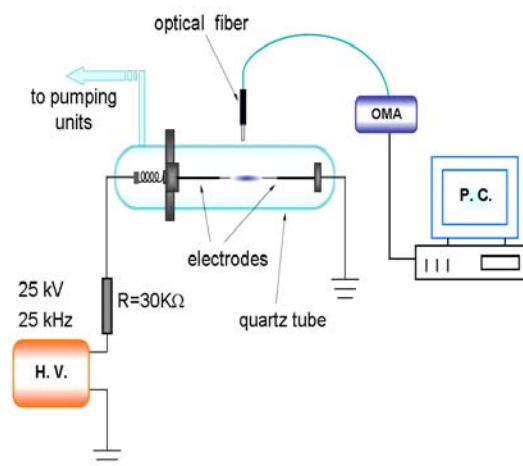 optical fiber
to pumping
units
OMA
P. C.
electrodes
25 kV
25 kHz
R=30KΩ
quartz tube
H. V.